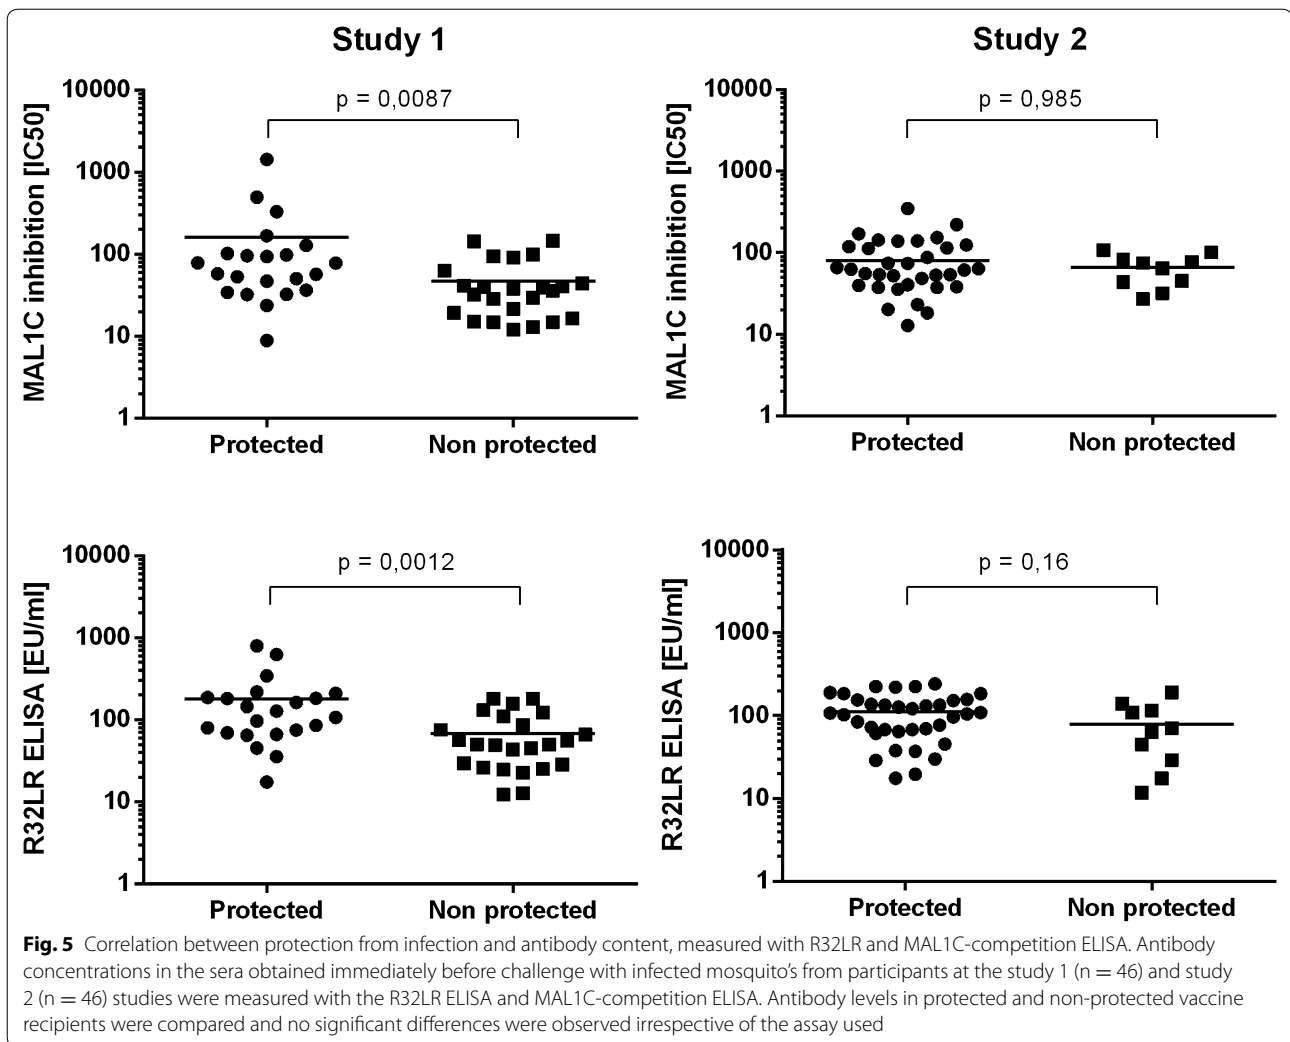 Study 1
Study 2
MAL1C inhibition [IC50]
10000
1000
100
10
1
p = 0,0087
Protected
Non protected
MAL1C inhibition [IC50]
10000
1000
100
10
1
p = 0,985
Protected
Non protected
R32LR ELISA [EU/ml]
10000
1000
100
10
1
p = 0,0012
Protected
Non protected
R32LR ELISA [EU/ml]
10000
1000
100
10
1
p = 0,16
Protected
Non protected
Fig. 5 Correlation between protection from infection and antibody content, measured with R32LR and MAL1C-competition ELISA. Antibody
concentrations in the sera obtained immediately before challenge with infected mosquito's from participants at the study 1 (n = 46) and study
2 (n = 46) studies were measured with the R32LR ELISA and MAL1C-competition ELISA. Antibody levels in protected and non-protected vaccine
recipients were compared and no significant differences were observed irrespective of the assay used